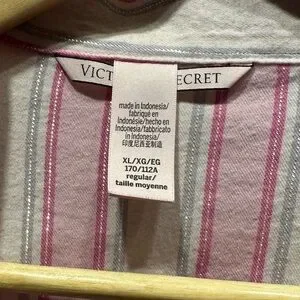 VICT SECRET
made in Indonesia/
fabriqué en
Indonésie/hecho en
Indonesia/fabbricato
in Indonesia/
印度尼西亚制造
XL/XG/EG
170/112A
regular/
taille moyenne